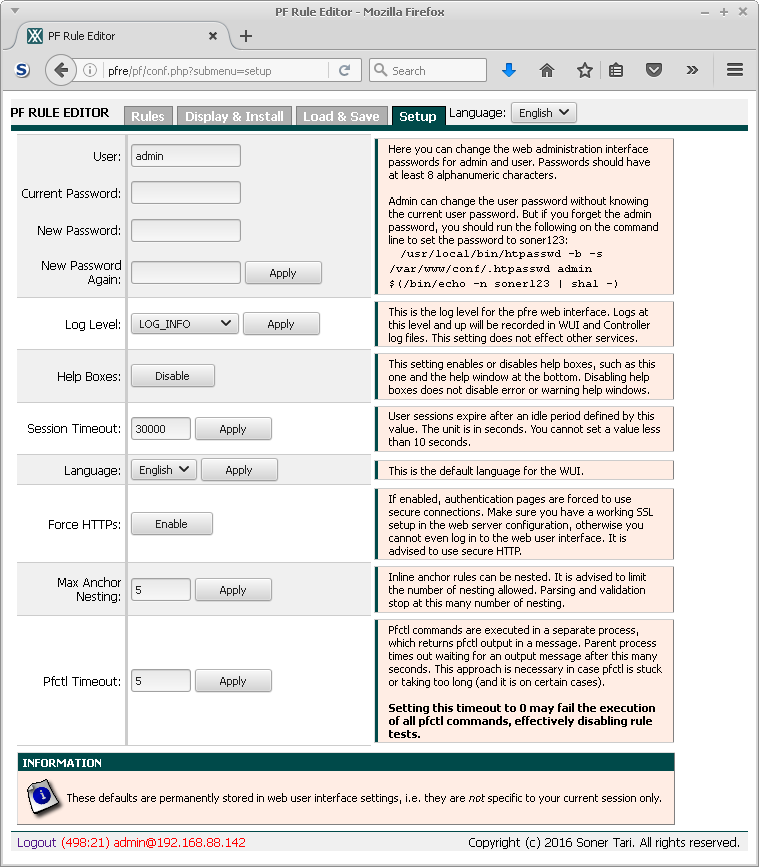 PF Rule Editor - Mozilla Firefox
PF Rule Editor
pfre/pf/conf.php?submenu=setup
Search
PF RULE EDITOR
Rules
Display & Install
Load & Save
Setup
Language:
English
User:
admin
Here you can change the web administration interface
passwords for admin and user. Passwords should have
at least 8 alphanumeric characters.
Current Password:
New Password:
New Password
Again:
Apply
Admin can change the user password without knowing
the current user password. But if you forget the admin
password, you should run the following on the command
line to set the password to soner123:
/usr/local/bin/htpasswd -b -s
/var/www/conf/.htpasswd admin
$(/bin/echo -n soner123 | sha1 -)
Log Level:
LOG_INFO
Apply
This is the log level for the pfre web interface. Logs at
this level and up will be recorded in WUI and Controller
log files. This setting does not effect other services.
Help Boxes:
Disable
This setting enables or disables help boxes, such as this
one and the help window at the bottom. Disabling help
boxes does not disable error or warning help windows.
Session Timeout:
30000
Apply
User sessions expire after an idle period defined by this
value. The unit is in seconds. You cannot set a value less
than 10 seconds.
Language:
English
Apply
This is the default language for the WUI.
Force HTTPs:
Enable
If enabled, authentication pages are forced to use
secure connections. Make sure you have a working SSL
setup in the web server configuration, otherwise you
cannot even log in to the web user interface. It is
advised to use secure HTTP.
Max Anchor
Nesting:
5
Apply
Inline anchor rules can be nested. It is advised to limit
the number of nesting allowed. Parsing and validation
stop at this many number of nesting.
Pfctl Timeout:
5
Apply
Pfctl commands are executed in a separate process,
which returns pfctl output in a message. Parent process
times out waiting for an output message after this many
seconds. This approach is necessary in case pfctl is stuck
or taking too long (and it is on certain cases).
Setting this timeout to 0 may fail the execution
of all pfctl commands, effectively disabling rule
tests.
INFORMATION
These defaults are permanently stored in web user interface settings, i.e. they are not specific to your current session only.
Logout (498:21) admin@192.168.88.142
Copyright (c) 2016 Soner Tari. All rights reserved.